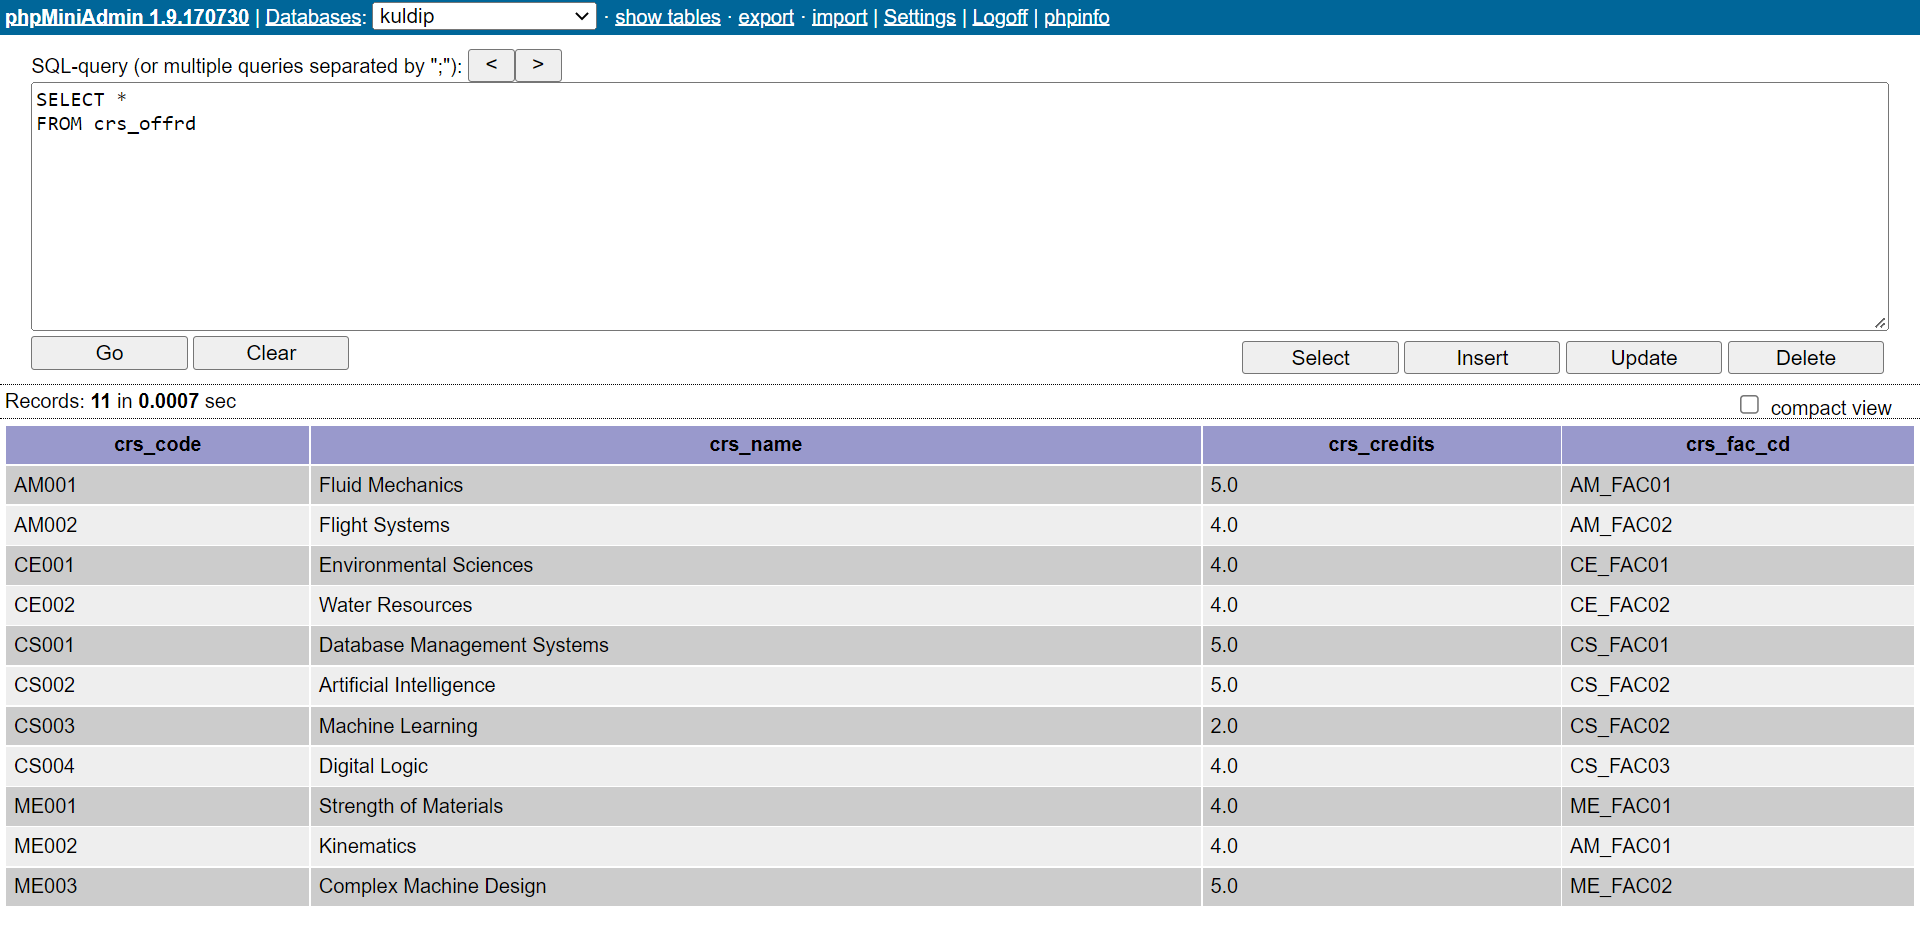 phpMiniAdmin 1.9.170730 | Databases: kuldip · show tables · export · import | Settings | Logoff | phpinfo
SQL-query (or multiple queries separated by ";"): < >
SELECT *
FROM crs_offrd
Go Clear Select Insert Update Delete
Records: 11 in 0.0007 sec compact view
crs_code crs_name crs_credits crs_fac_cd
AM001 Fluid Mechanics 5.0 AM_FAC01
AM002 Flight Systems 4.0 AM_FAC02
CE001 Environmental Sciences 4.0 CE_FAC01
CE002 Water Resources 4.0 CE_FAC02
CS001 Database Management Systems 5.0 CS_FAC01
CS002 Artificial Intelligence 5.0 CS_FAC02
CS003 Machine Learning 2.0 CS_FAC02
CS004 Digital Logic 4.0 CS_FAC03
ME001 Strength of Materials 4.0 ME_FAC01
ME002 Kinematics 4.0 AM_FAC01
ME003 Complex Machine Design 5.0 ME_FAC02